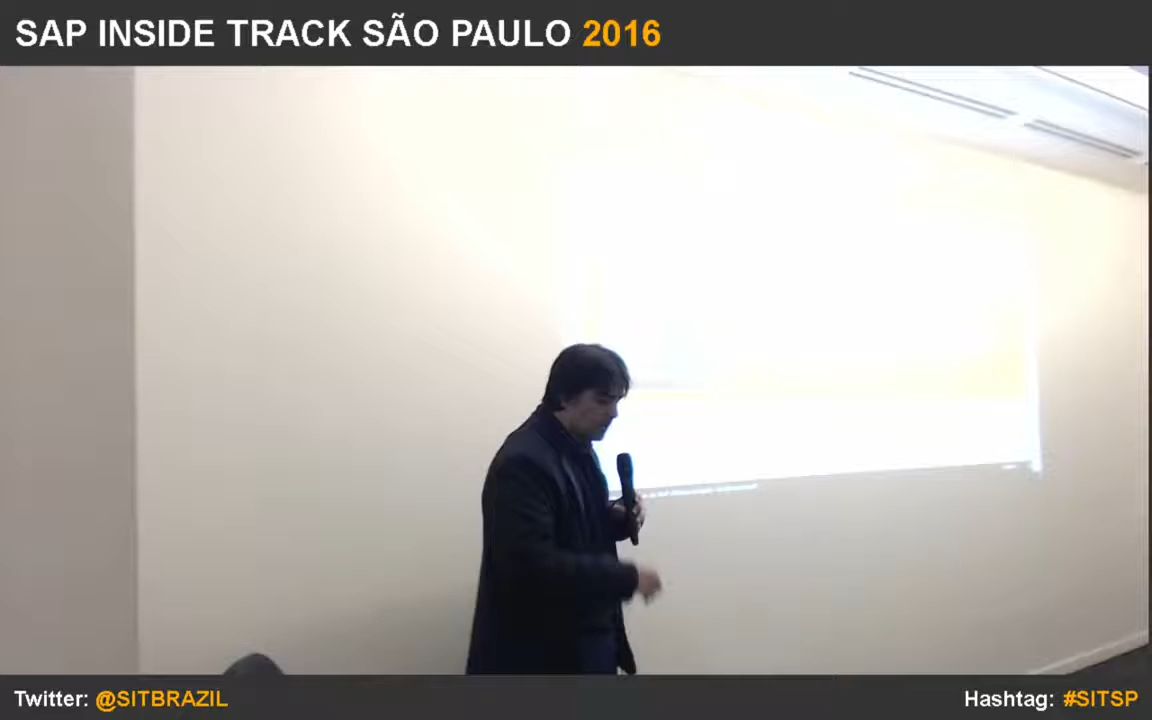 SAP INSIDE TRACK SÃO PAULO 2016
Twitter: @SITBRAZIL
Hashtag: #SITSP